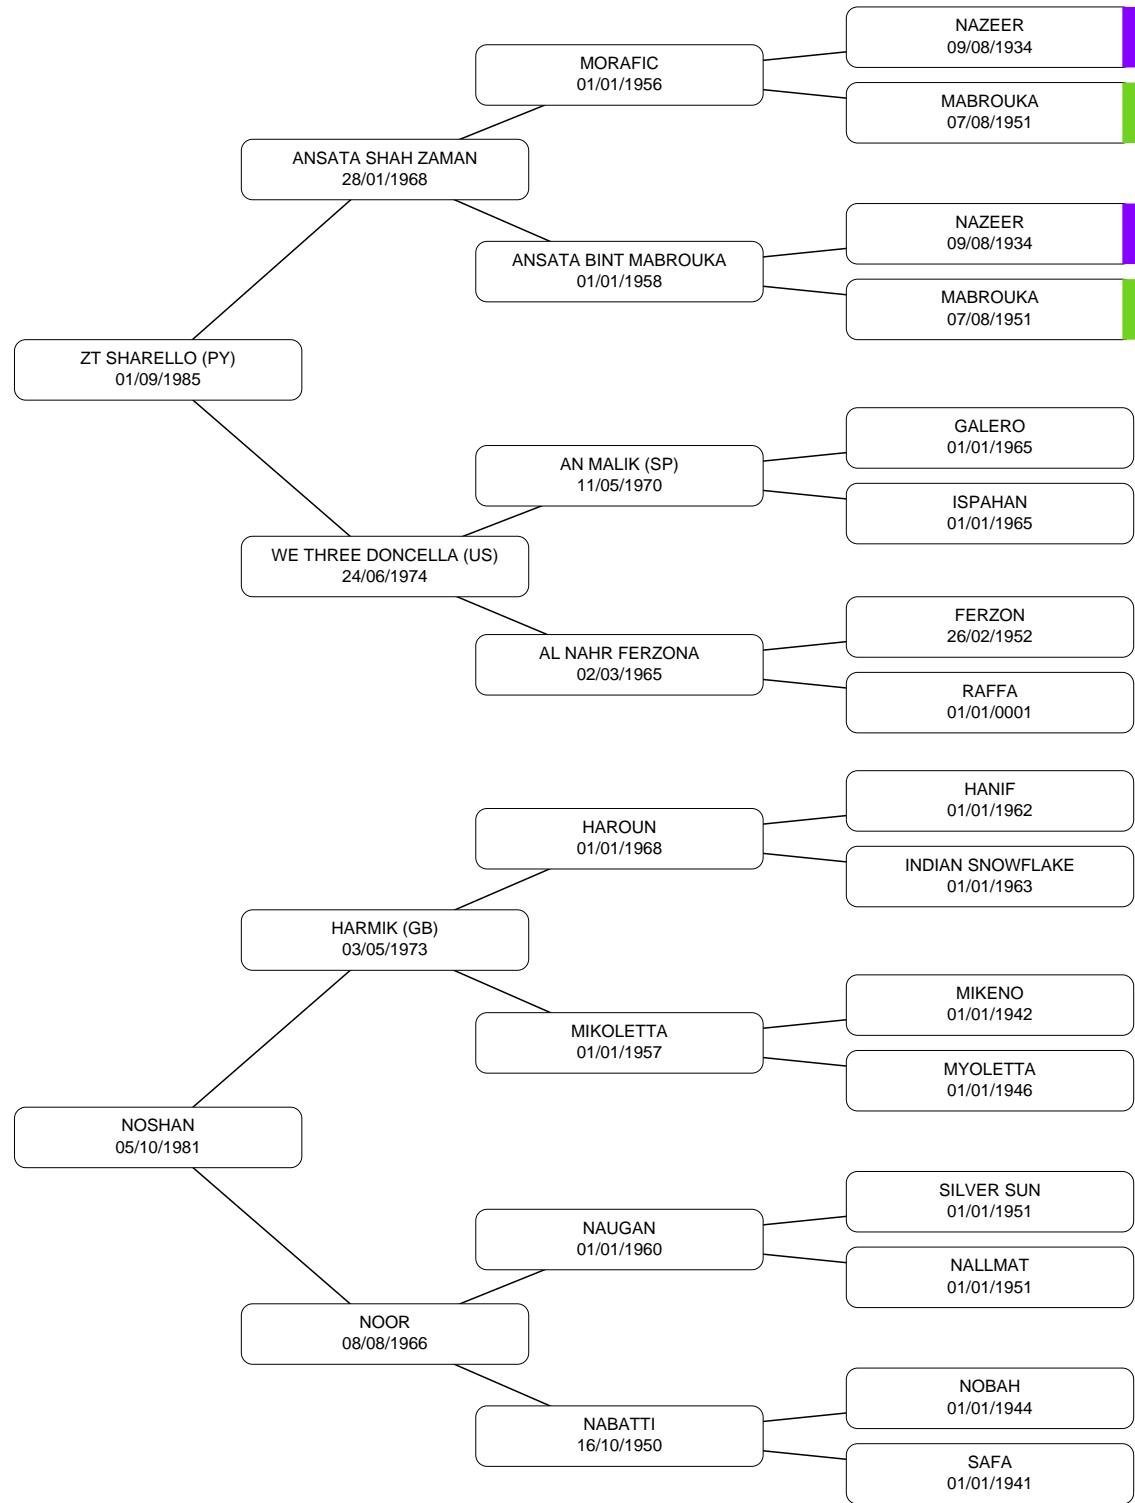 NAZEER
09/08/1934
MORAFIC
01/01/1956
MABROUKA
07/08/1951
ANSATA SHAH ZAMAN
28/01/1968
NAZEER
09/08/1934
ANSATA BINT MABROUKA
01/01/1958
MABROUKA
07/08/1951
ZT SHARELLO (PY)
01/09/1985
GALERO
01/01/1965
AN MALIK (SP)
11/05/1970
ISPAHAN
01/01/1965
WE THREE DONCELLA (US)
24/06/1974
FERZON
26/02/1952
AL NAHR FERZONA
02/03/1965
RAFFA
01/01/0001
HANIF
01/01/1962
HAROUN
01/01/1968
INDIAN SNOWFLAKE
01/01/1963
HARMIK (GB)
03/05/1973
MIKENO
01/01/1942
MIKOLETTA
01/01/1957
MYOLETTA
01/01/1946
NOSHAN
05/10/1981
SILVER SUN
01/01/1951
NAUGAN
01/01/1960
NALLMAT
01/01/1951
NOOR
08/08/1966
NOBAH
01/01/1944
NABATTI
16/10/1950
SAFA
01/01/1941